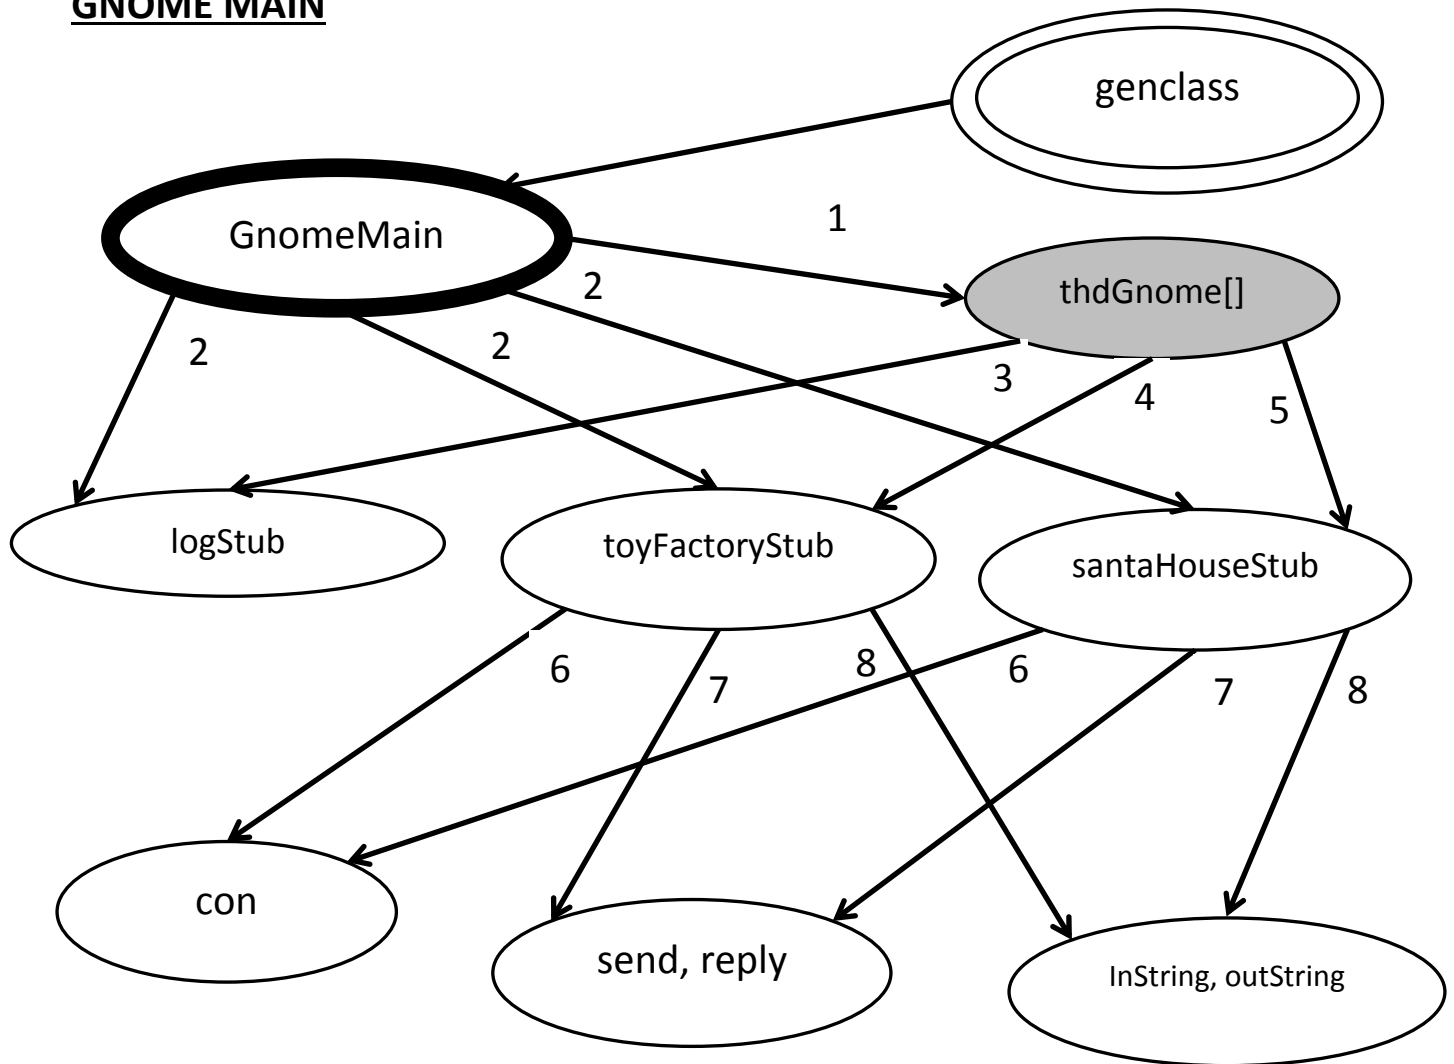 GNOME MAIN
genclass
1
GnomeMain
2
thdGnome[]
2
2
3
4
5
logStub
toyFactoryStub
santaHouseStub
6
7
8
6
7
8
con
send, reply
InString, outString